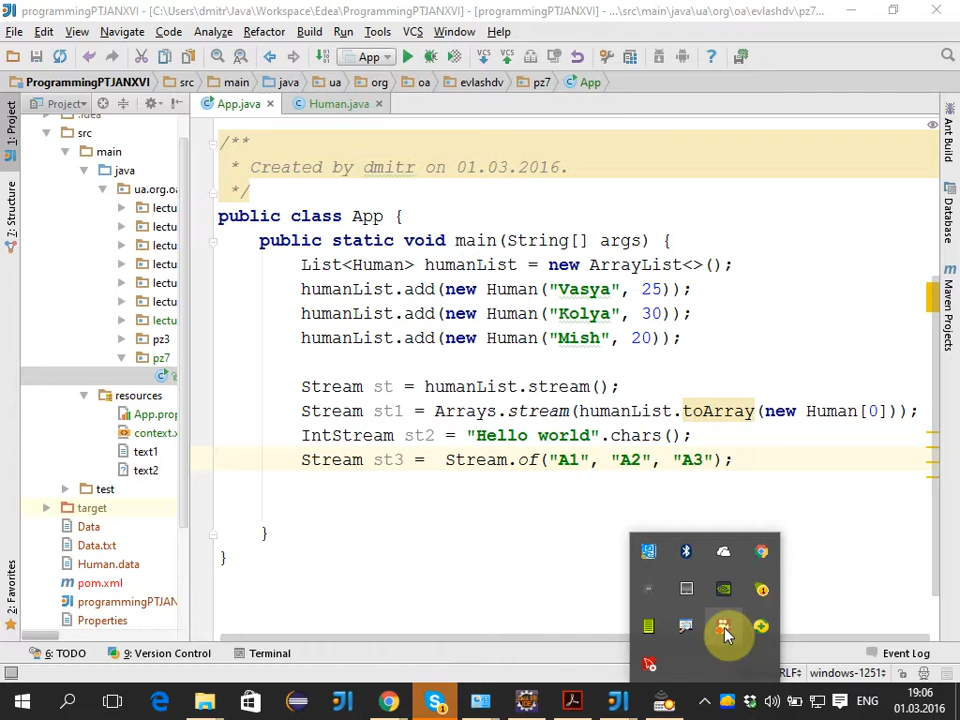 programmingPTJANXVI - [C:\Users\dmitr\Java\Workspace\Edea\ProgrammingPTJANXVI] - [programmingPTJANXVI] - ...\src\main\java\ua\org\oa\evlashdv\pz7...
File Edit View Navigate Code Analyze Refactor Build Run Tools VCS Window Help
App
ProgrammingPTJANXVI src main java ua org oa evlashdv pz7 App
Project App.java Human.java
1: Project
7: Structure
2: Favorites
.idea
src
main
java
ua.org.oa
lectu
lectu
lectu
lectu
lectu
lectu
lectu
pz3
pz7
resources
App.prop
context.x
text1
text2
test
target
Data
Data.txt
Human.data
pom.xml
programmingPTJAN
Properties
/**
* Created by dmitr on 01.03.2016.
*/
public class App {
public static void main(String[] args) {
List<Human> humanList = new ArrayList<>();
humanList.add(new Human("Vasya", 25));
humanList.add(new Human("Kolya", 30));
humanList.add(new Human("Mish", 20));
Stream st = humanList.stream();
Stream st1 = Arrays.stream(humanList.toArray(new Human[0]));
IntStream st2 = "Hello world".chars();
Stream st3 =  Stream.of("A1", "A2", "A3");
}
}
Ant Build
Database
Maven Projects
6: TODO 9: Version Control Terminal Event Log
windows-1251
ENG
19:06
01.03.2016